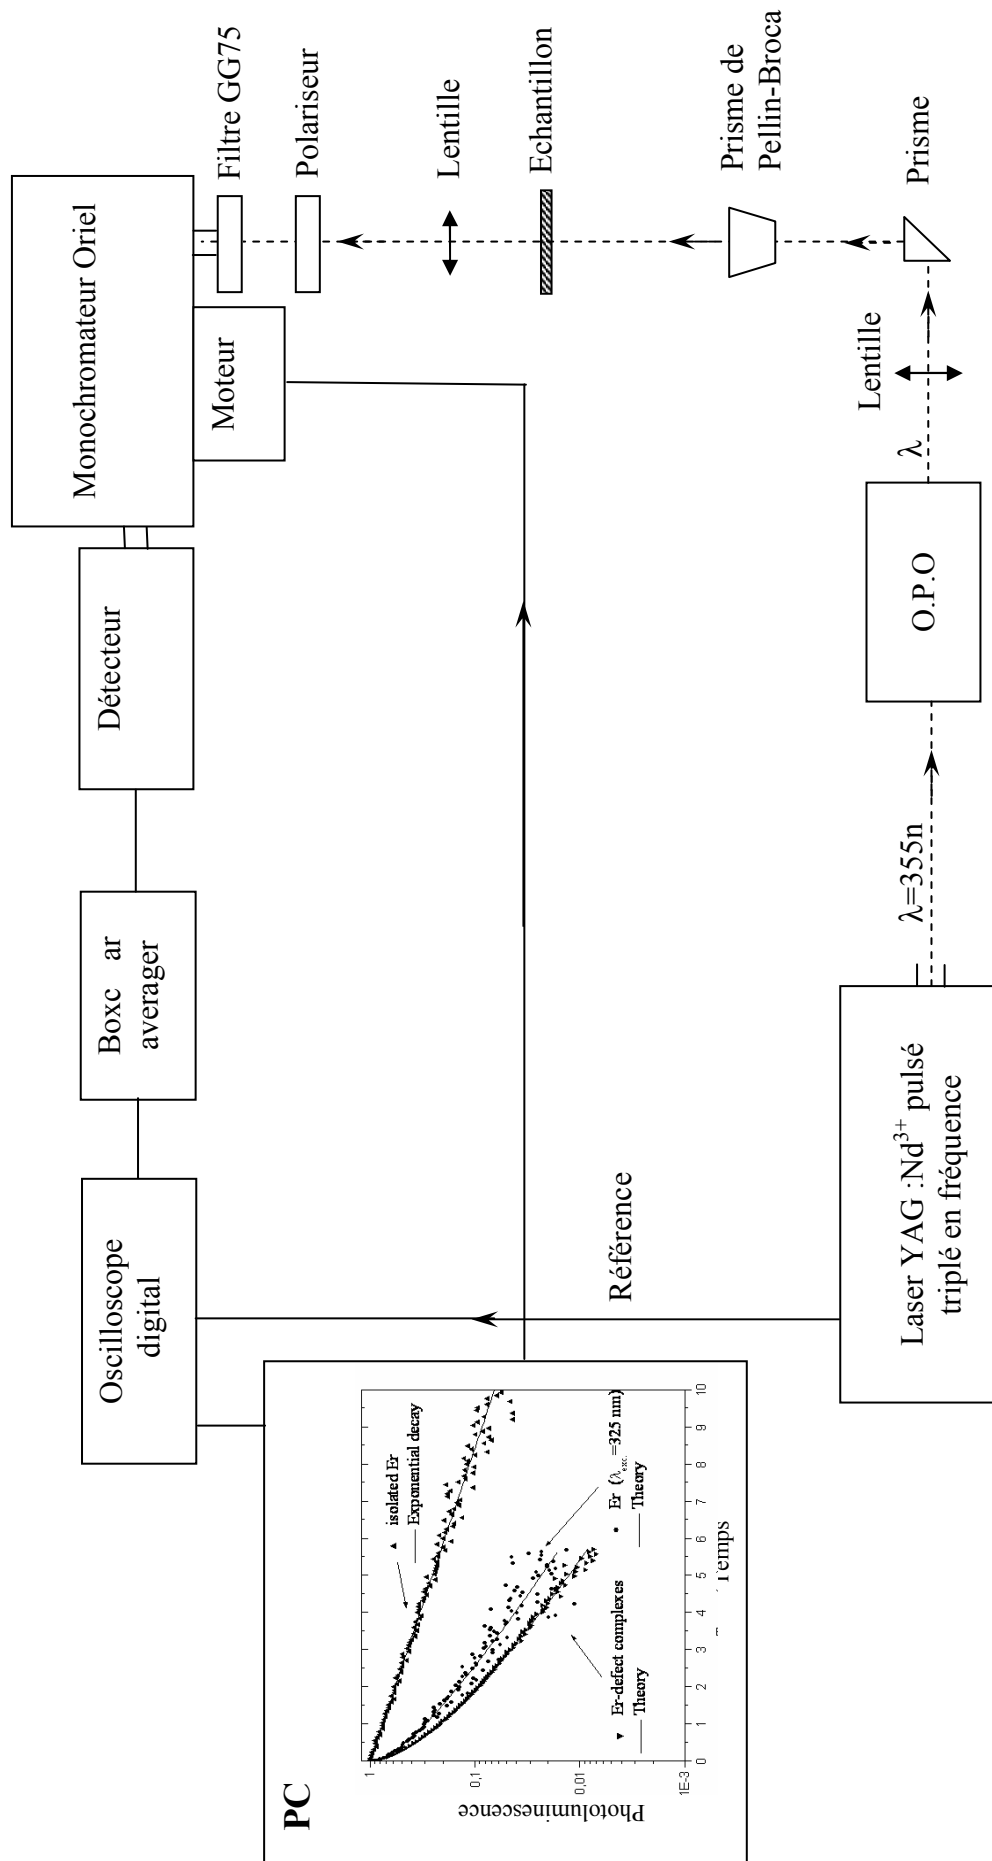 PC
Photoluminescence
1
0,1
0,01
1E-3
0
1
2
3
4
5
6
7
8
9
10
isolated Er
Exponential decay
Er-defect complexes
Theory
Er (λexc.=325 nm)
Theory
Temps
Oscilloscope
digital
Boxc ar
averager
Détecteur
Monochromateur Oriel
Moteur
Filtre GG75
Polariseur
Lentille
Echantillon
Prisme de
Pellin-Broca
Prisme
Lentille
λ
O.P.O
λ=355n
Référence
Laser YAG :Nd3+ pulsé
triplé en fréquence